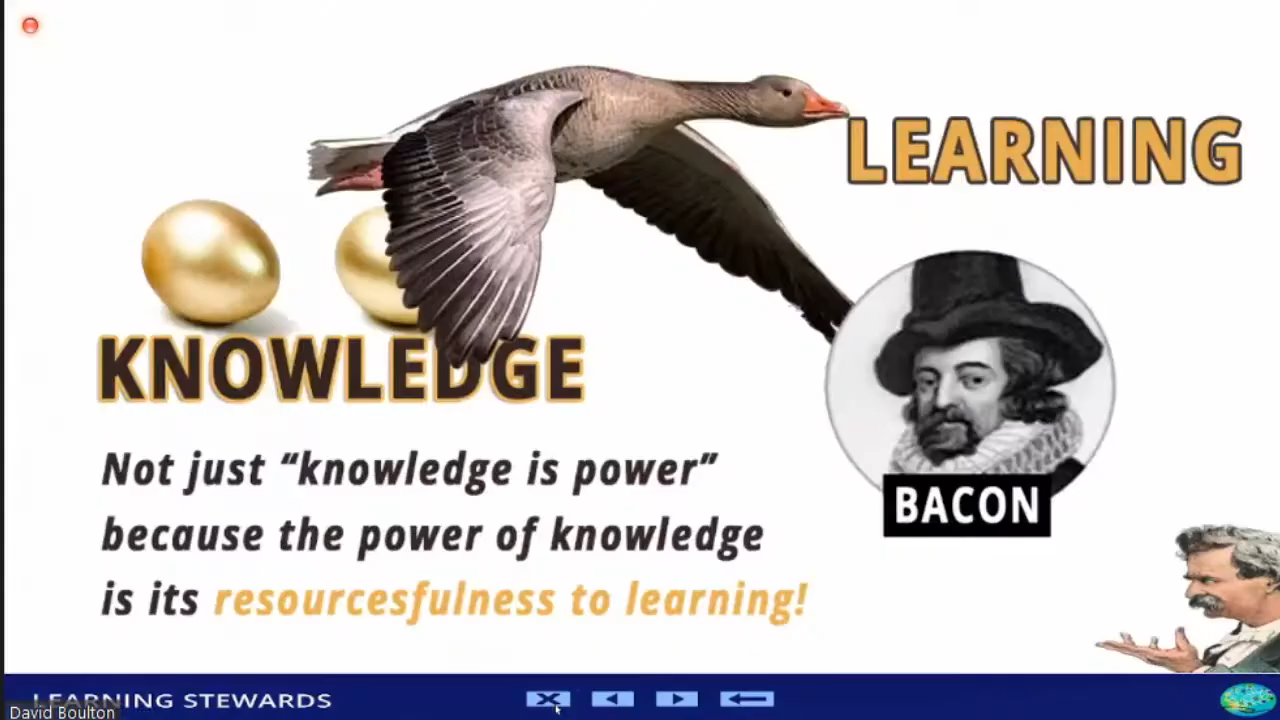 LEARNING
KNOWLEDGE
Not just “knowledge is power”
because the power of knowledge
is its resourcesfulness to learning!
BACON
LEARNING STEWARDS
David Boulton